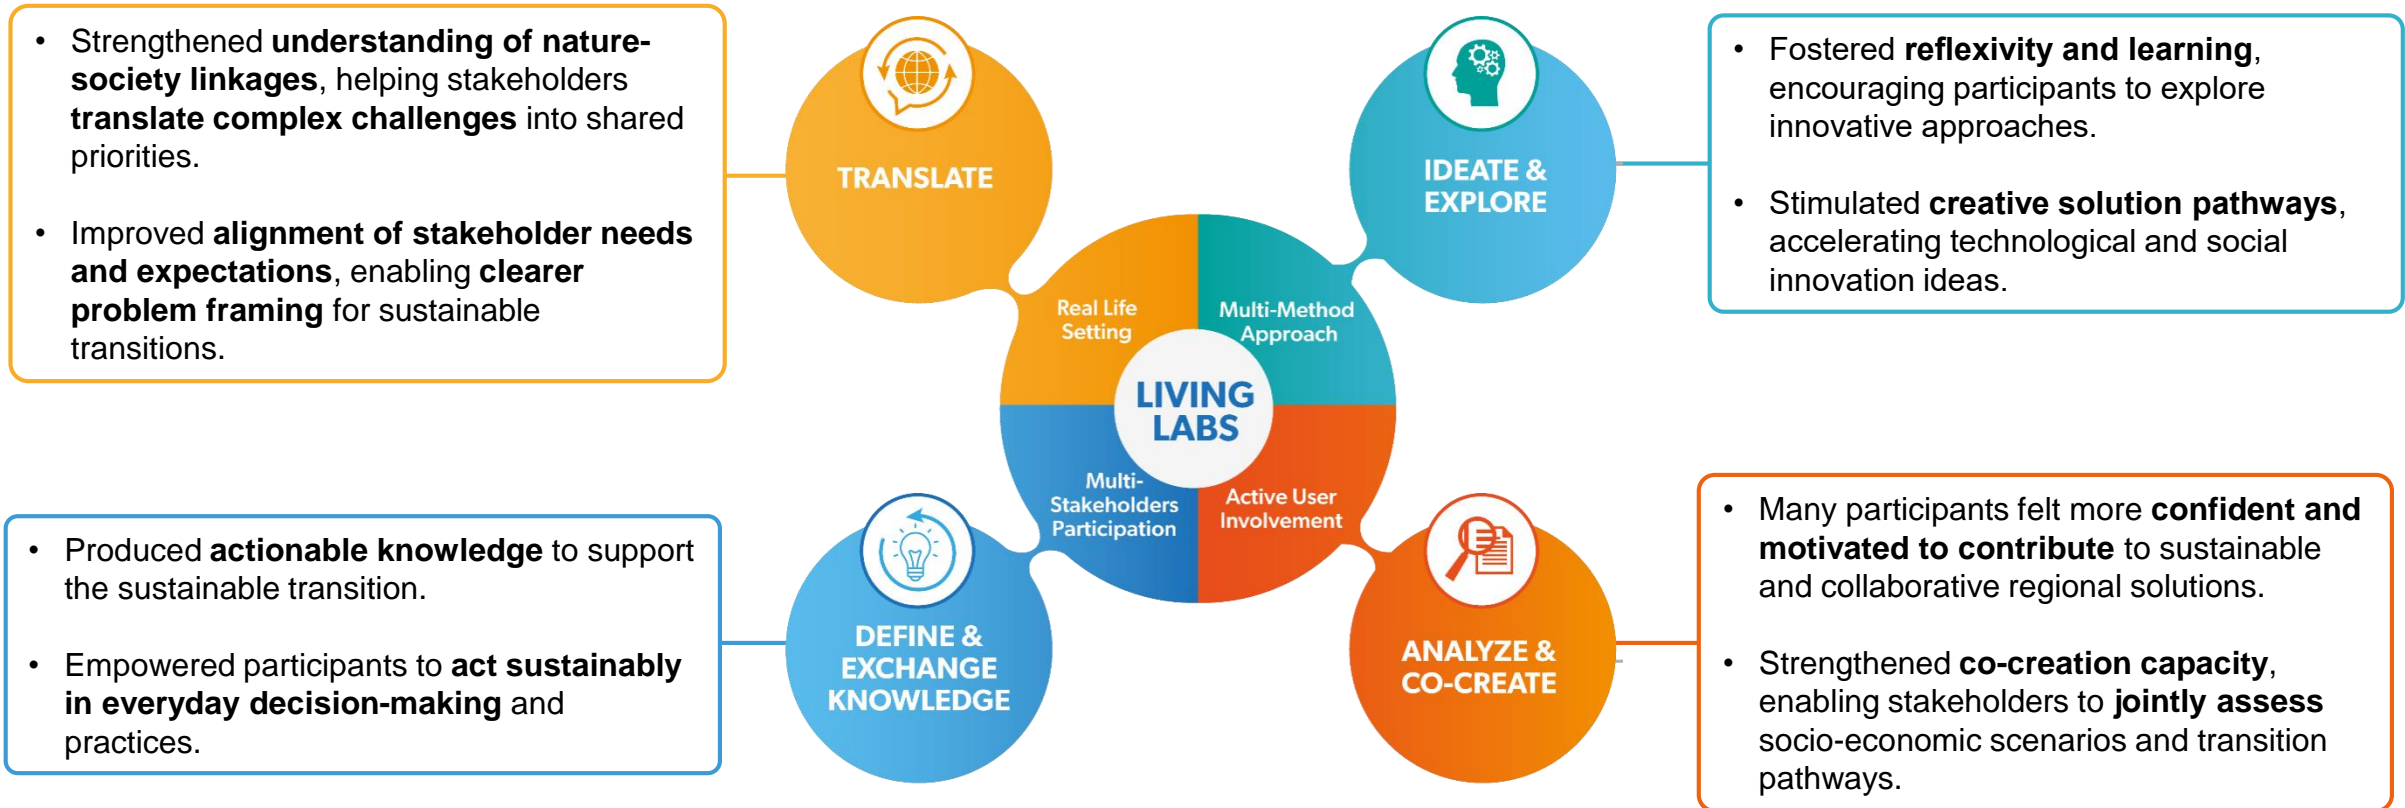 • Strengthened understanding of nature-
society linkages, helping stakeholders
translate complex challenges into shared
priorities.
• Improved alignment of stakeholder needs
and expectations, enabling clearer
problem framing for sustainable
transitions.
TRANSLATE
IDEATE &
EXPLORE
• Fostered reflexivity and learning,
encouraging participants to explore
innovative approaches.
• Stimulated creative solution pathways,
accelerating technological and social
innovation ideas.
Real Life
Setting
Multi-Method
Approach
LIVING
LABS
Multi-
Stakeholders
Participation
Active User
Involvement
• Produced actionable knowledge to support
the sustainable transition.
• Empowered participants to act sustainably
in everyday decision-making and
practices.
DEFINE &
EXCHANGE
KNOWLEDGE
ANALYZE &
CO-CREATE
• Many participants felt more confident and
motivated to contribute to sustainable
and collaborative regional solutions.
• Strengthened co-creation capacity,
enabling stakeholders to jointly assess
socio-economic scenarios and transition
pathways.